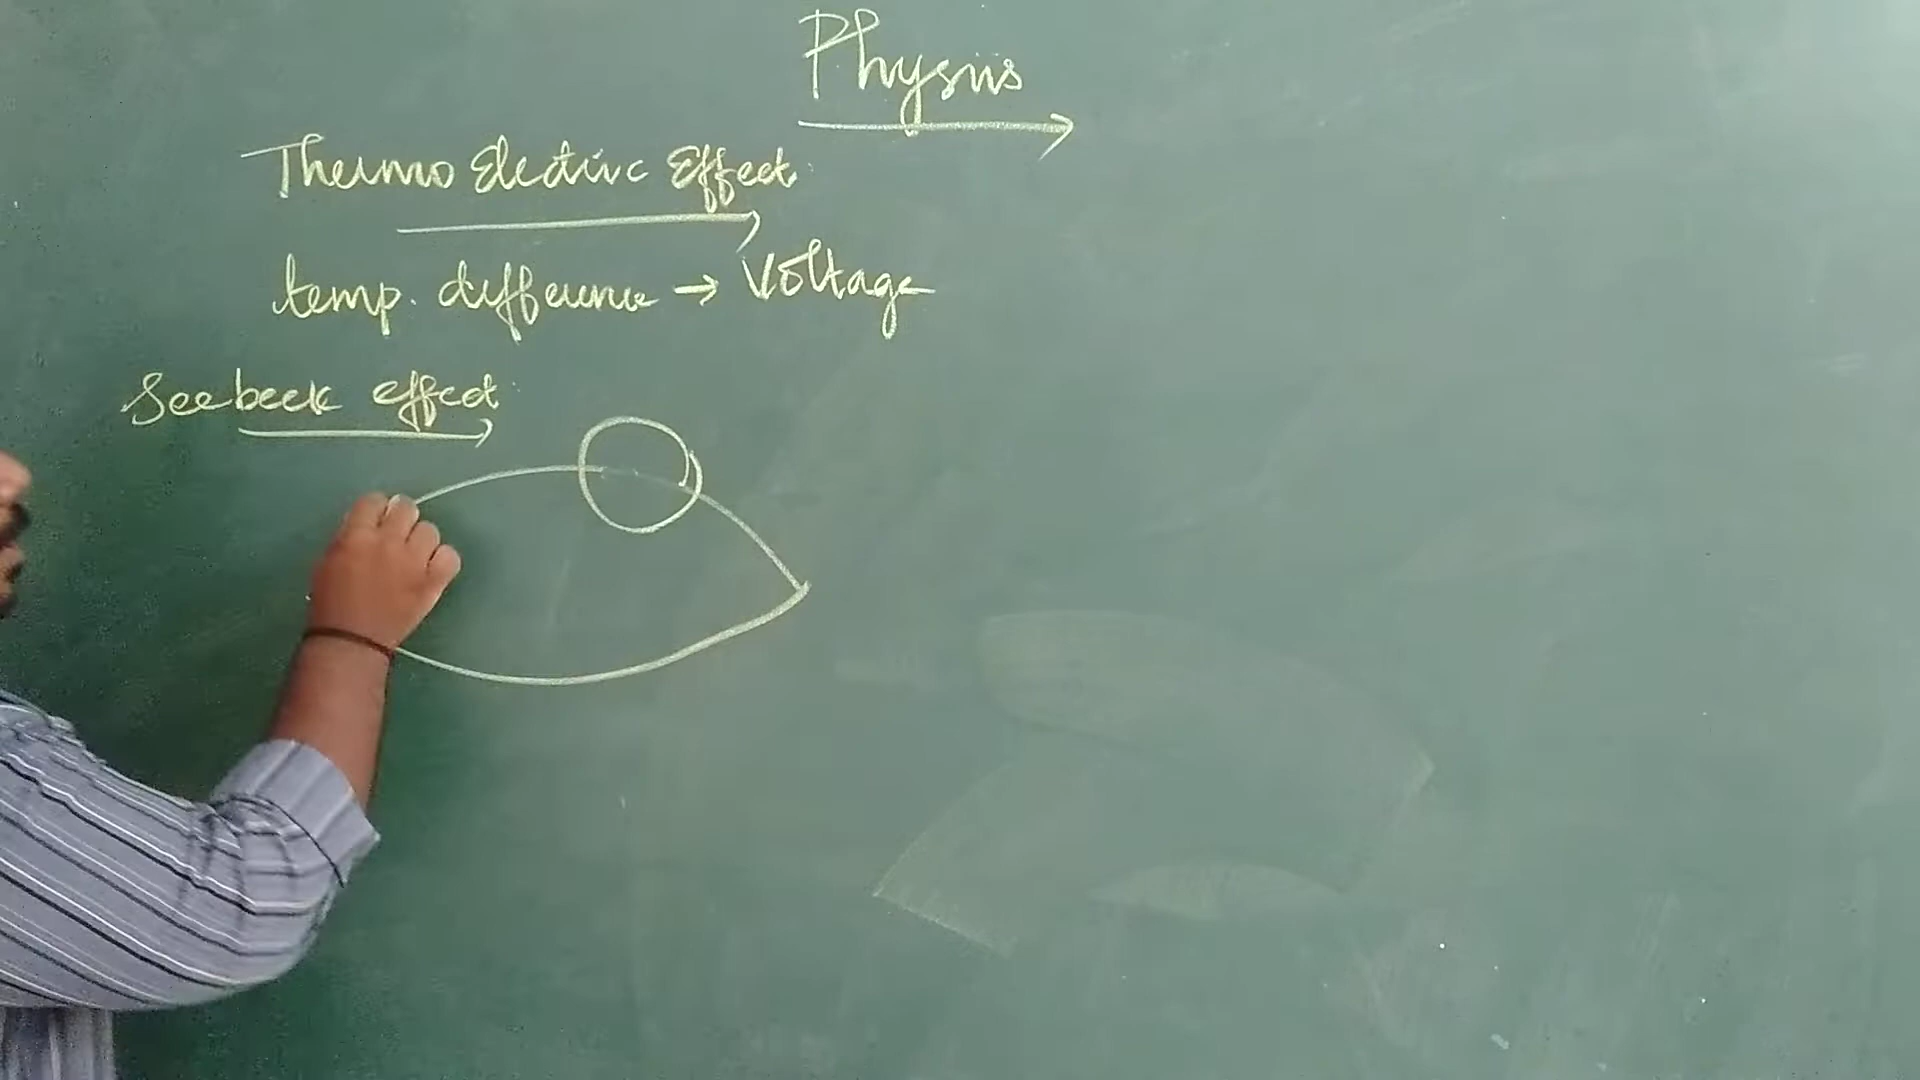 Physics
Thermo Electric Effect
temp. difference → Voltage
Seebeck effect